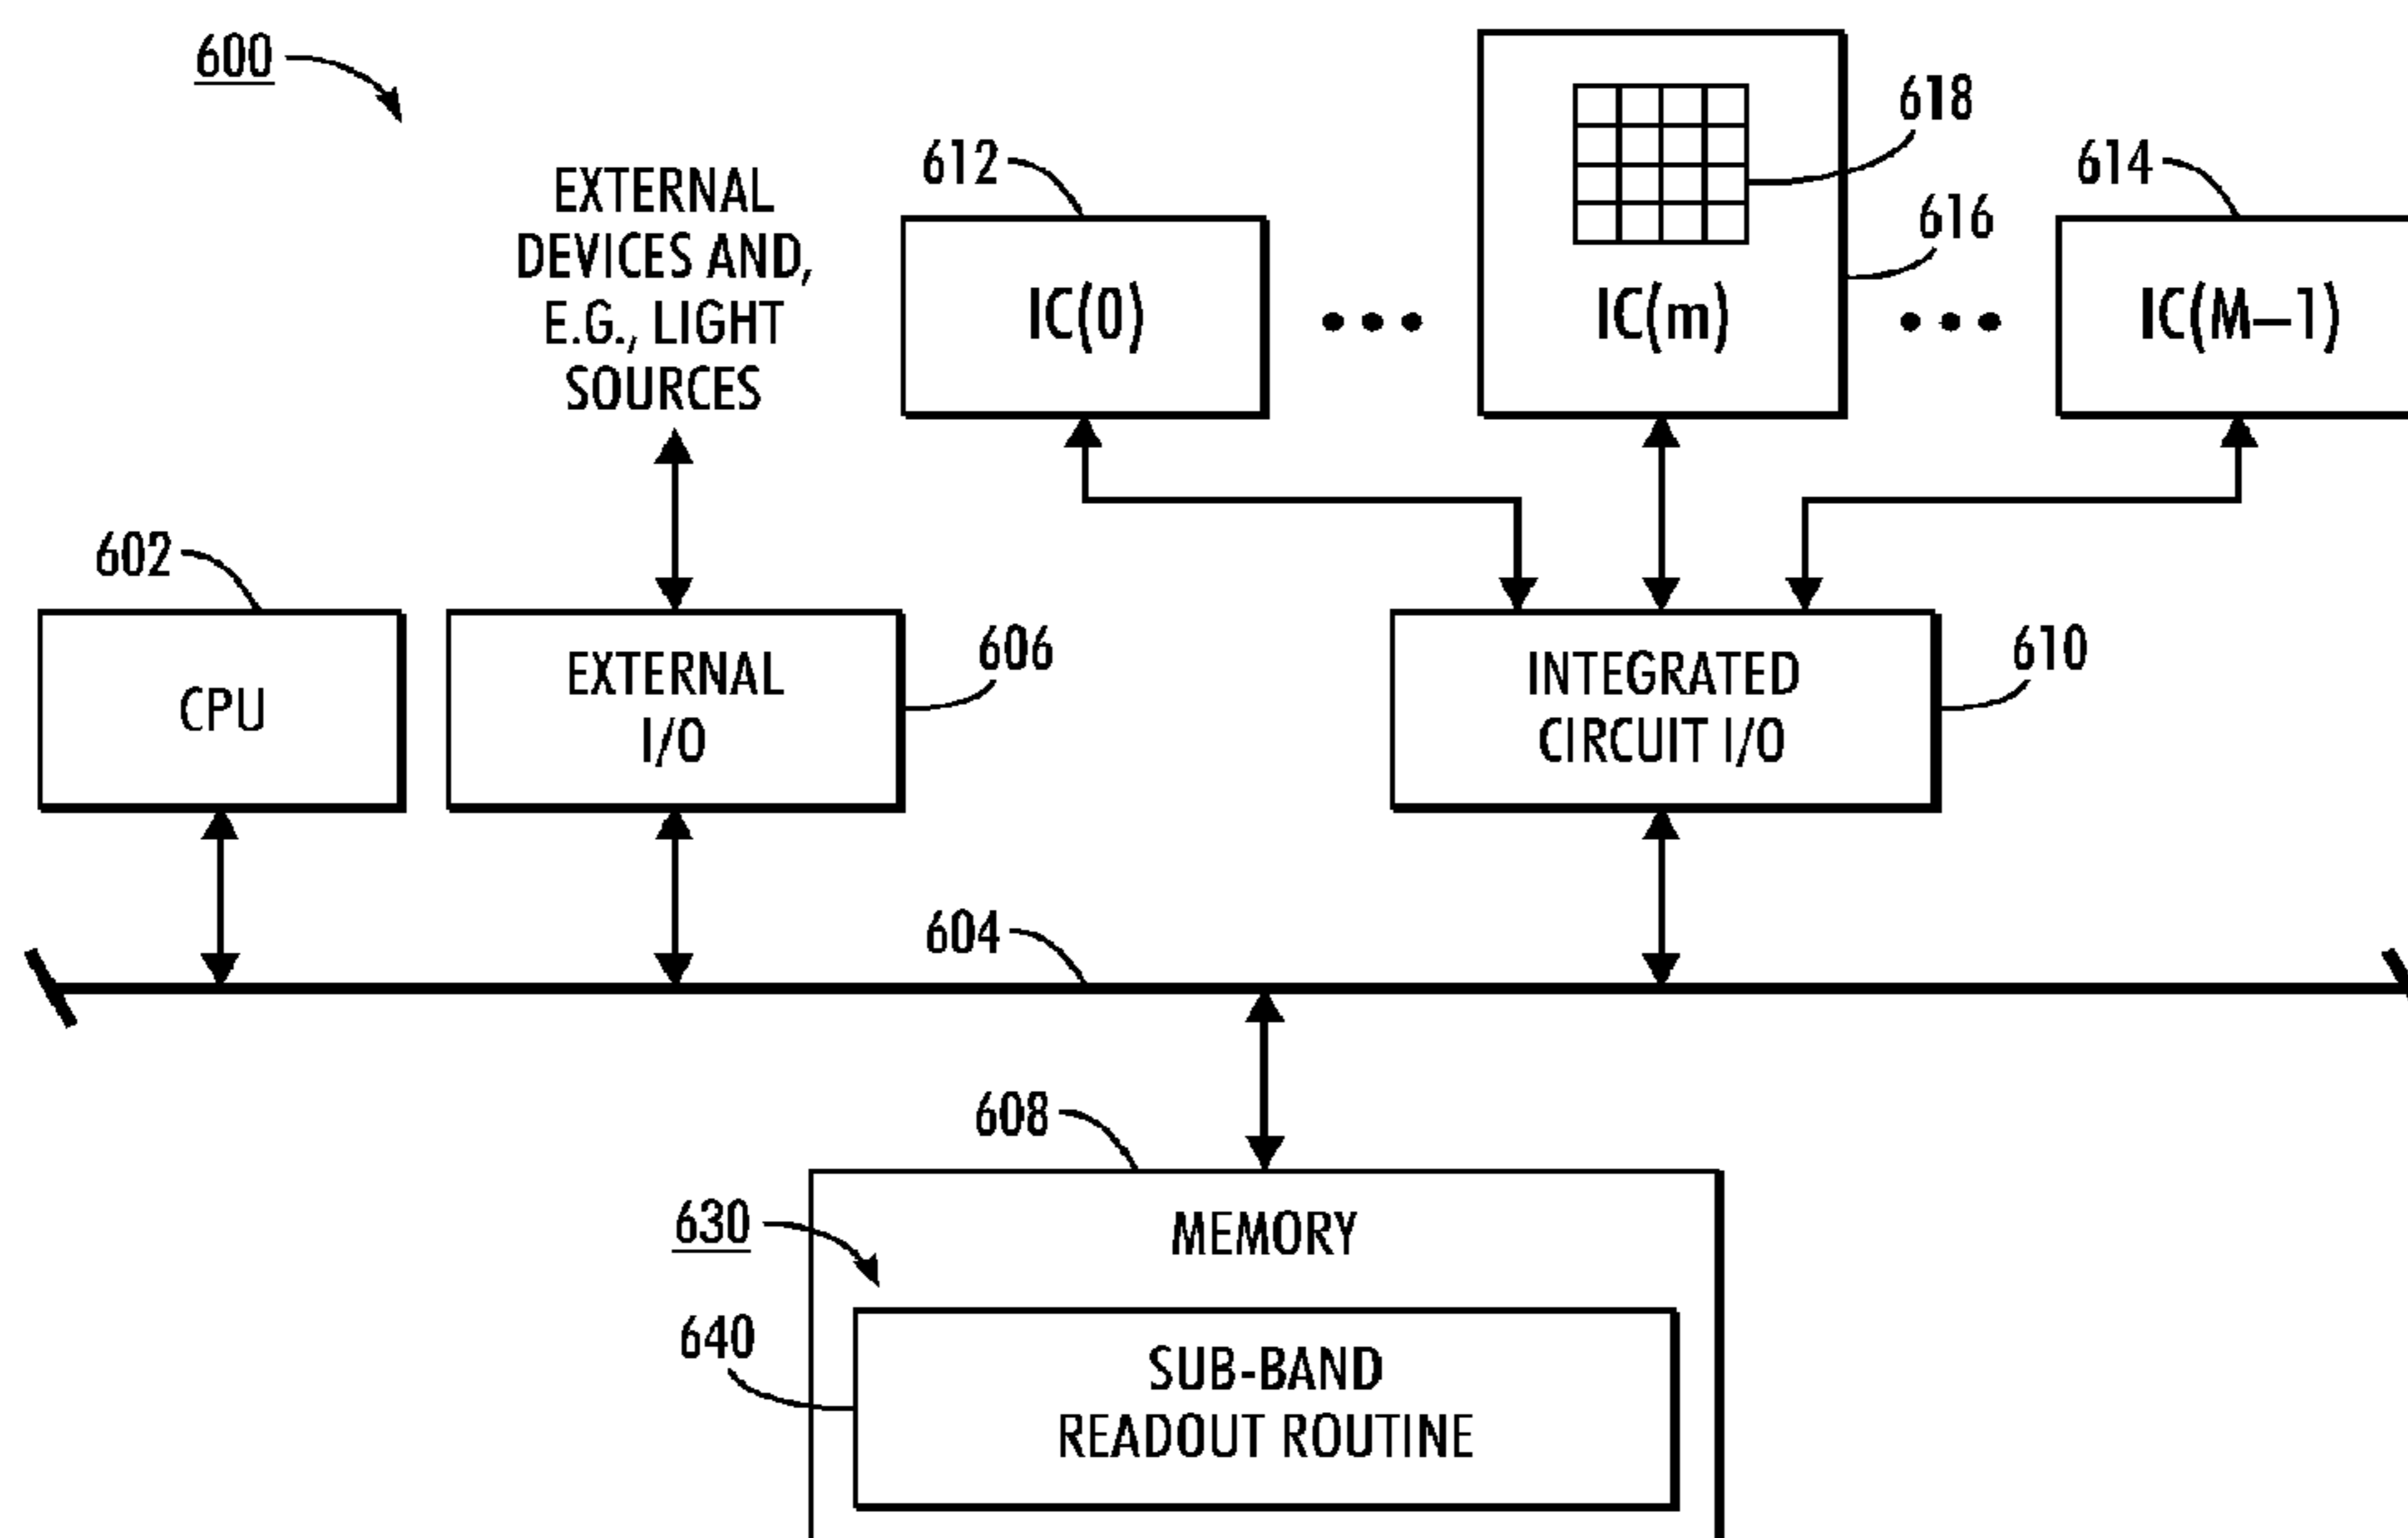 600
EXTERNAL
DEVICES AND,
E.G., LIGHT
SOURCES
612
IC(0)
618
616
IC(m)
614
IC(M—1)
602
CPU
EXTERNAL
I/O
606
INTEGRATED
CIRCUIT I/O
610
604
608
MEMORY
630
640
SUB-BAND
READOUT ROUTINE